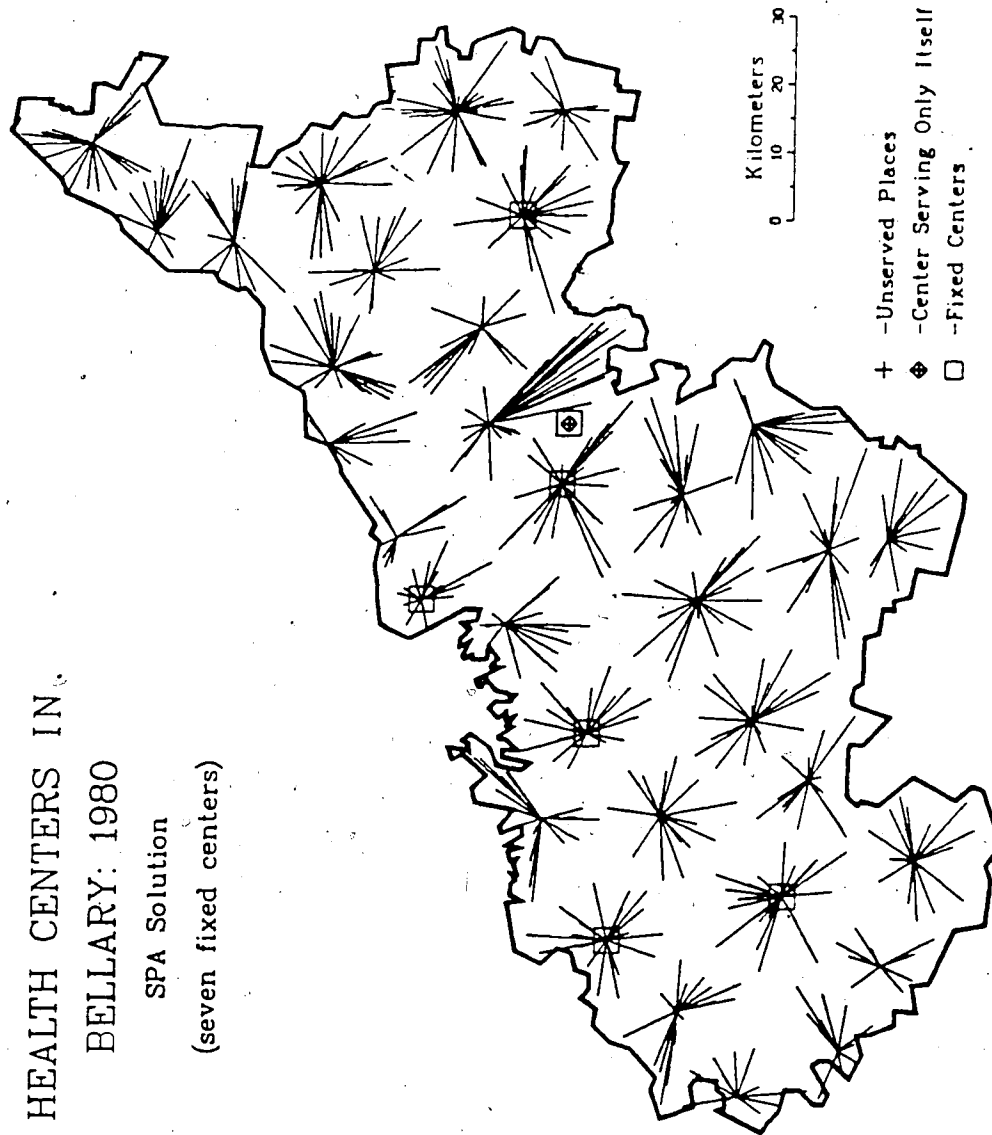 HEALTH CENTERS IN
BELLARY: 1980
SPA Solution
(seven fixed centers)
Kilometers
0 10 20 30
+ -Unserved Places
-Center Serving Only Itself
-Fixed Centers